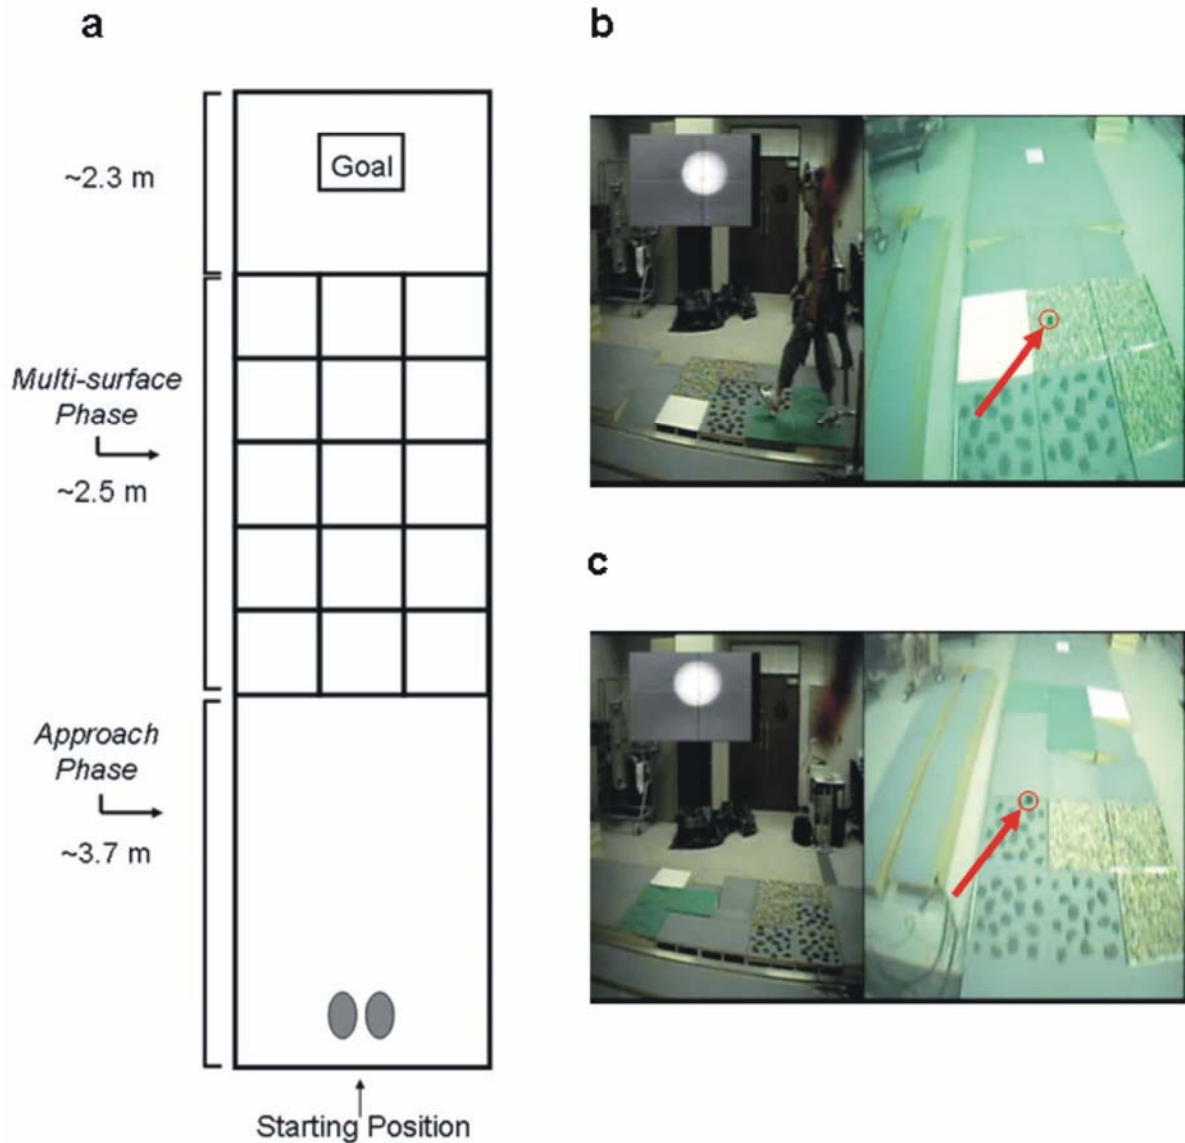 a
~2.3 m
Goal
Multi-surface
Phase
~2.5 m
Approach
Phase
~3.7 m
Starting Position
b
c